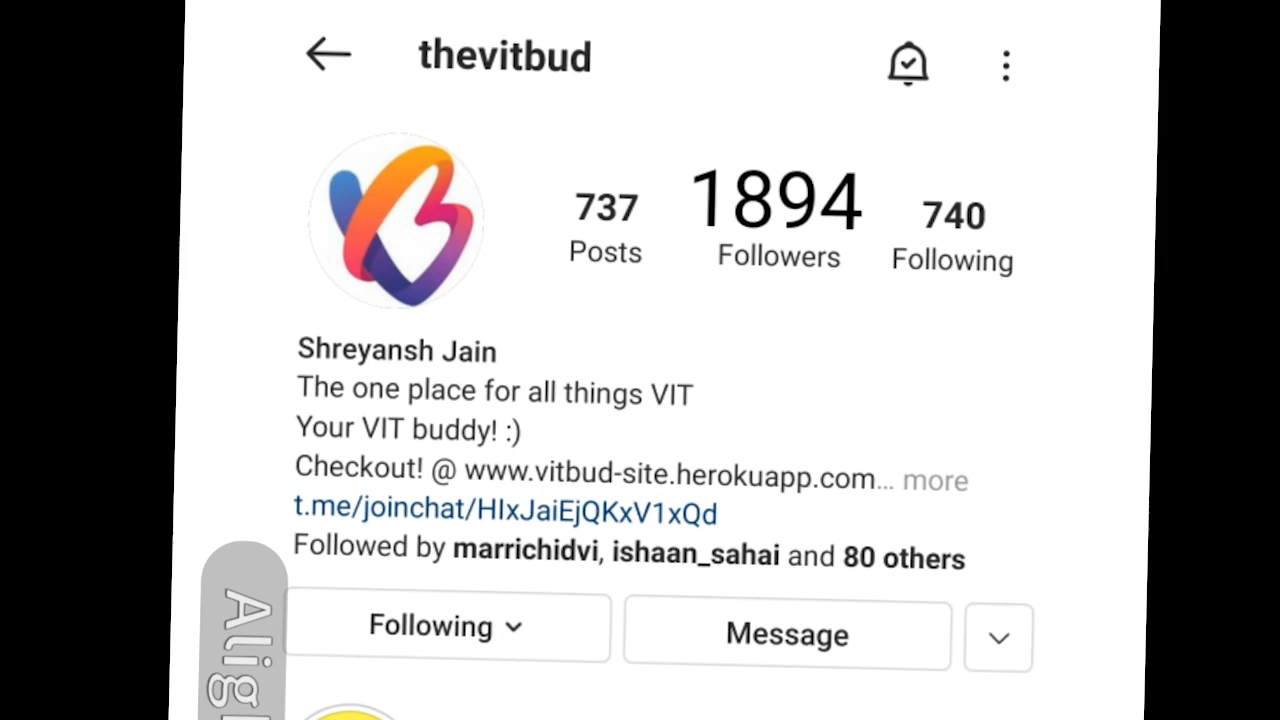 thevitbud
737 1894 740
Posts Followers Following
Shreyansh Jain
The one place for all things VIT
Your VIT buddy! :)
Checkout! @ www.vitbud-site.herokuapp.com... more
t.me/joinchat/HIxJaiEjQKxV1xQd
Followed by marrichidvi, ishaan_sahai and 80 others
Following Message